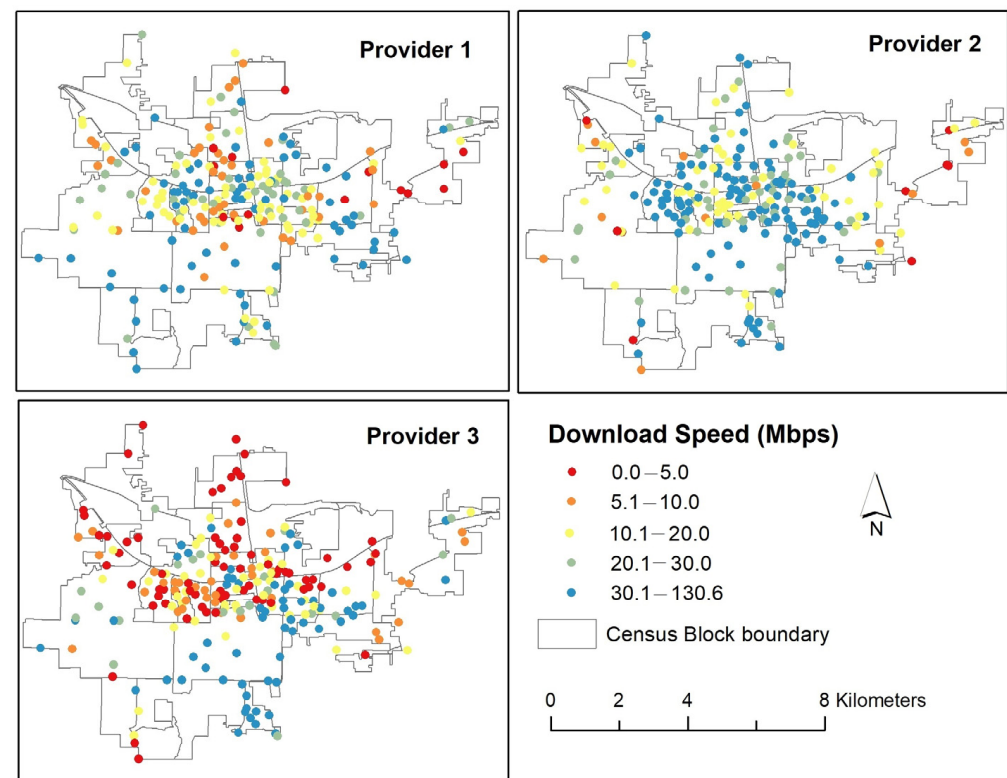 Provider 1
Provider 2
Provider 3
Download Speed (Mbps)
0.0–5.0
5.1–10.0
10.1–20.0
20.1–30.0
30.1–130.6
Census Block boundary
N
0 2 4 8 Kilometers